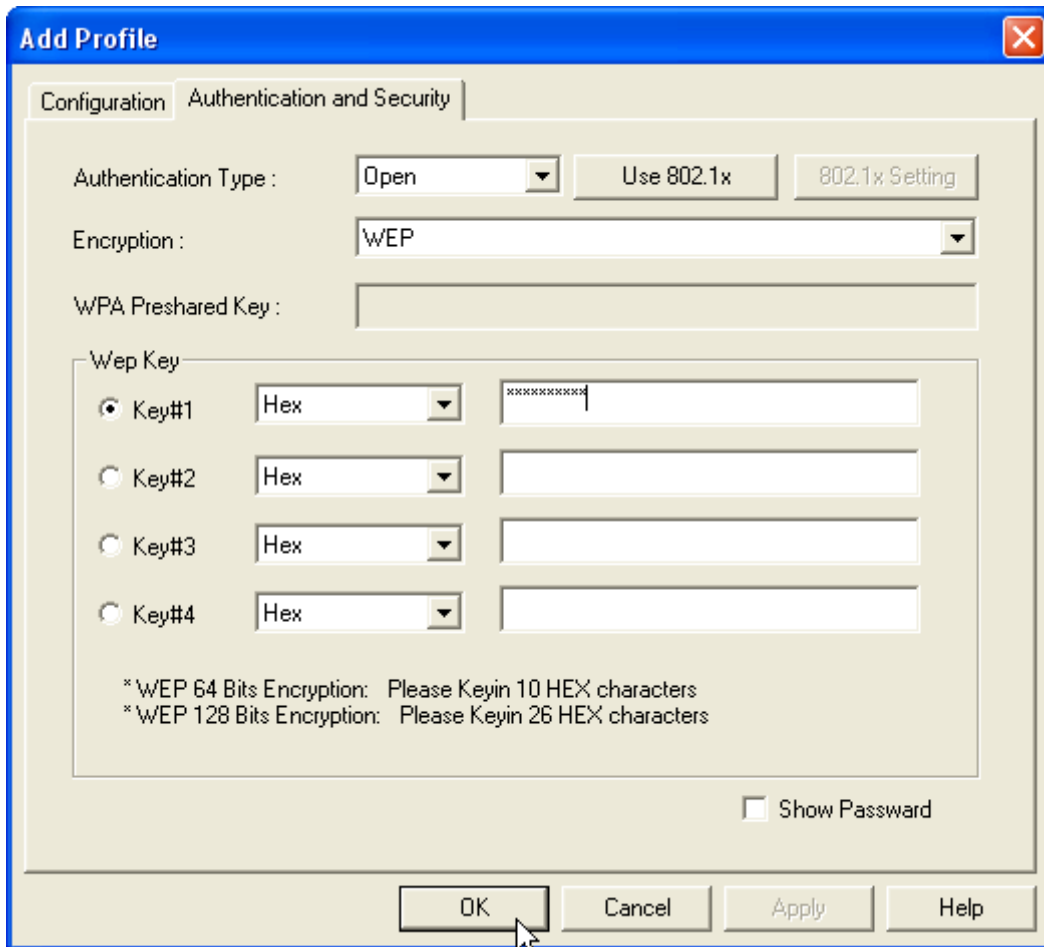 Add Profile
Configuration
Authentication and Security
Authentication Type :
Open
Use 802.1x
802.1x Setting
Encryption :
WEP
WPA Preshared Key :
Wep Key
Key#1
Hex
**********
Key#2
Hex
Key#3
Hex
Key#4
Hex
* WEP 64 Bits Encryption: Please Keyin 10 HEX characters
* WEP 128 Bits Encryption: Please Keyin 26 HEX characters
Show Passward
OK
Cancel
Apply
Help